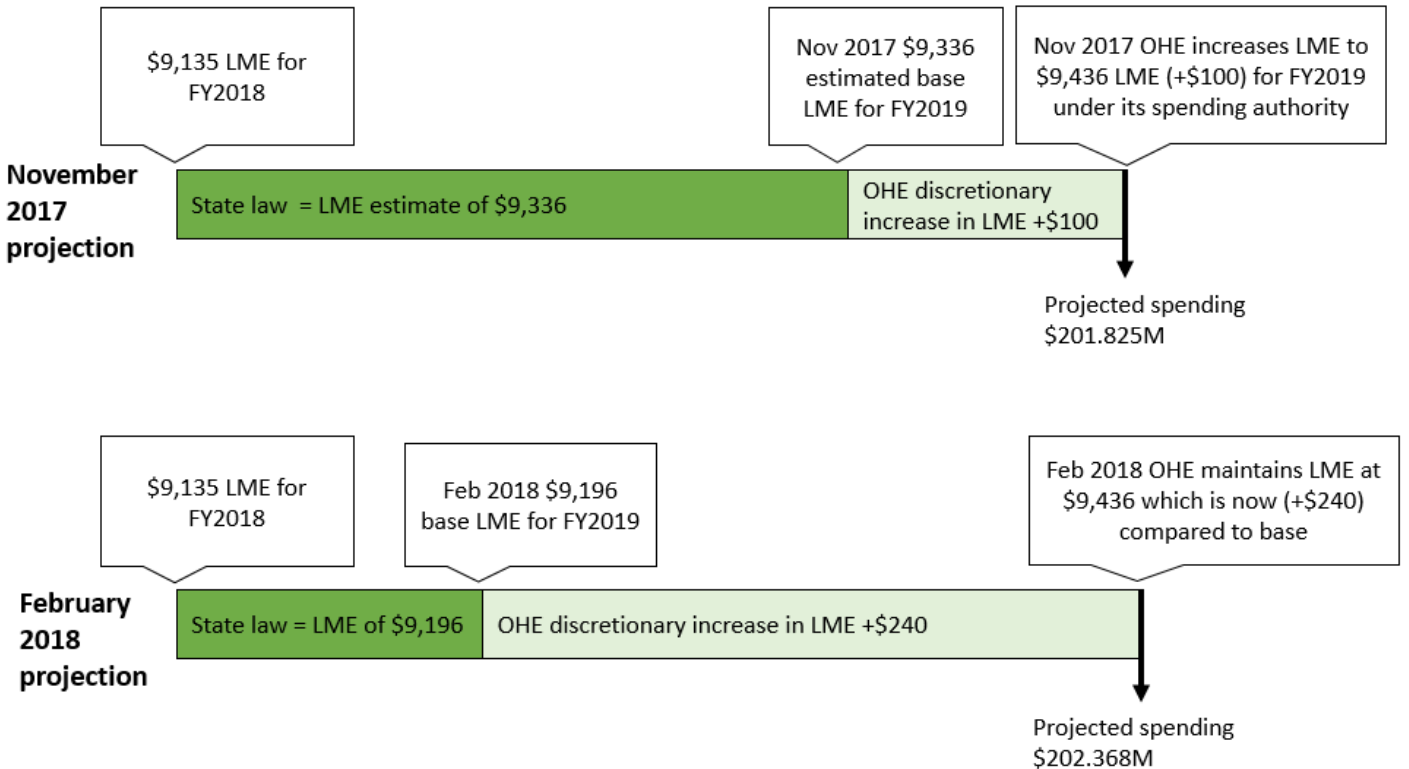 $9,135 LME for
FY2018
Nov 2017 $9,336
estimated base
LME for FY2019
Nov 2017 OHE increases LME to
$9,436 LME (+$100) for FY2019
under its spending authority
November
2017
projection
State law  = LME estimate of $9,336
OHE discretionary
increase in LME +$100
Projected spending
$201.825M
$9,135 LME for
FY2018
Feb 2018 $9,196
base LME for FY2019
Feb 2018 OHE maintains LME at
$9,436 which is now (+$240)
compared to base
February
2018
projection
State law = LME of $9,196
OHE discretionary increase in LME +$240
Projected spending
$202.368M